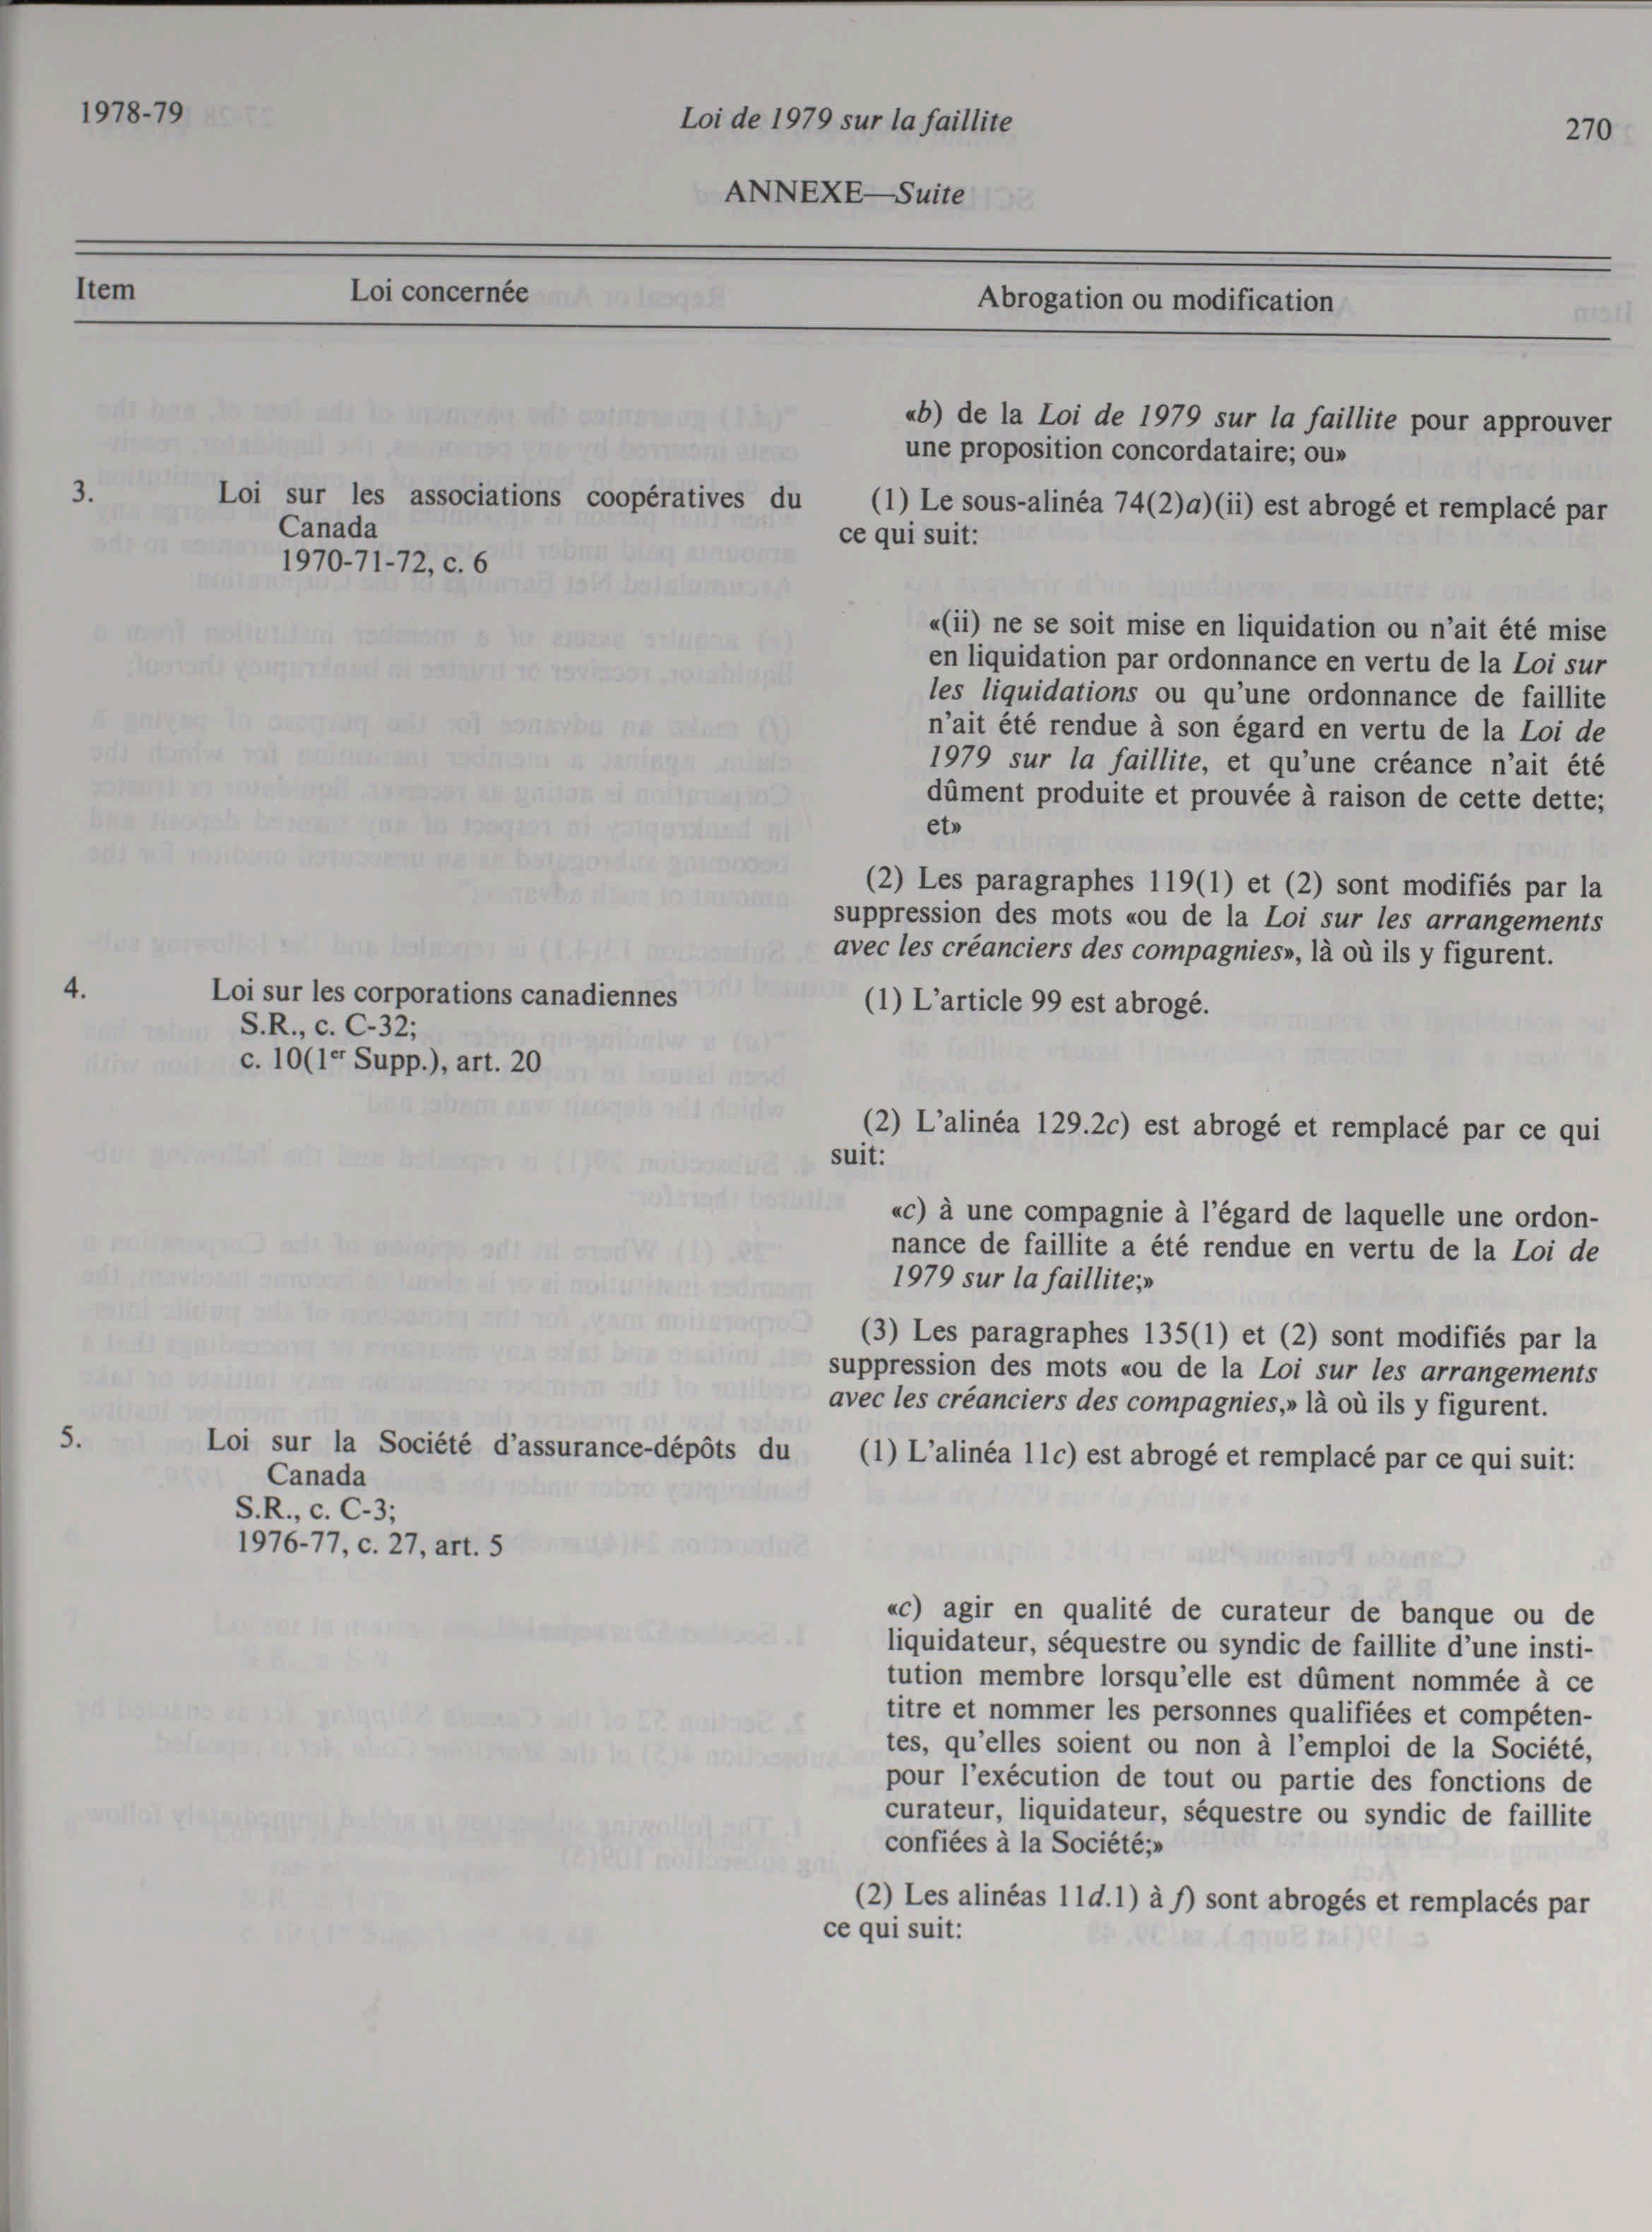 1978-79
Loi de 1979 sur la faillite
270
ANNEXE—Suite
Item
Loi concernée
Abrogation ou modification
«b) de la Loi de 1979 sur la faillite pour approuver
une proposition concordataire; ou»
3.
Loi sur les associations coopératives du
Canada
1970-71-72, c. 6
(1) Le sous-alinéa 74(2)a)(ii) est abrogé et remplacé par
ce qui suit:
«(ii) ne se soit mise en liquidation ou n'ait été mise
en liquidation par ordonnance en vertu de la Loi sur
les liquidations ou qu'une ordonnance de faillite
n'ait été rendue à son égard en vertu de la Loi de
1979 sur la faillite, et qu'une créance n'ait été
dûment produite et prouvée à raison de cette dette;
et»
(2) Les paragraphes 119(1) et (2) sont modifiés par la
suppression des mots «ou de la Loi sur les arrangements
avec les créanciers des compagnies», là où ils y figurent.
4.
Loi sur les corporations canadiennes
S.R., c. C-32;
c. 10(1er Supp.), art. 20
(1) L'article 99 est abrogé.
(2) L'alinéa 129.2c) est abrogé et remplacé par ce qui
suit:
«c) à une compagnie à l'égard de laquelle une ordon-
nance de faillite a été rendue en vertu de la Loi de
1979 sur la faillite;»
(3) Les paragraphes 135(1) et (2) sont modifiés par la
suppression des mots «ou de la Loi sur les arrangements
avec les créanciers des compagnies,» là où ils y figurent.
5.
Loi sur la Société d'assurance-dépôts du
Canada
S.R., c. C-3;
1976-77, c. 27, art. 5
(1) L'alinéa 11c) est abrogé et remplacé par ce qui suit:
«c) agir en qualité de curateur de banque ou de
liquidateur, séquestre ou syndic de faillite d'une insti-
tution membre lorsqu'elle est dûment nommée à ce
titre et nommer les personnes qualifiées et compéten-
tes, qu'elles soient ou non à l'emploi de la Société,
pour l'exécution de tout ou partie des fonctions de
curateur, liquidateur, séquestre ou syndic de faillite
confiées à la Société;»
(2) Les alinéas 11d.1) à f) sont abrogés et remplacés par
ce qui suit: